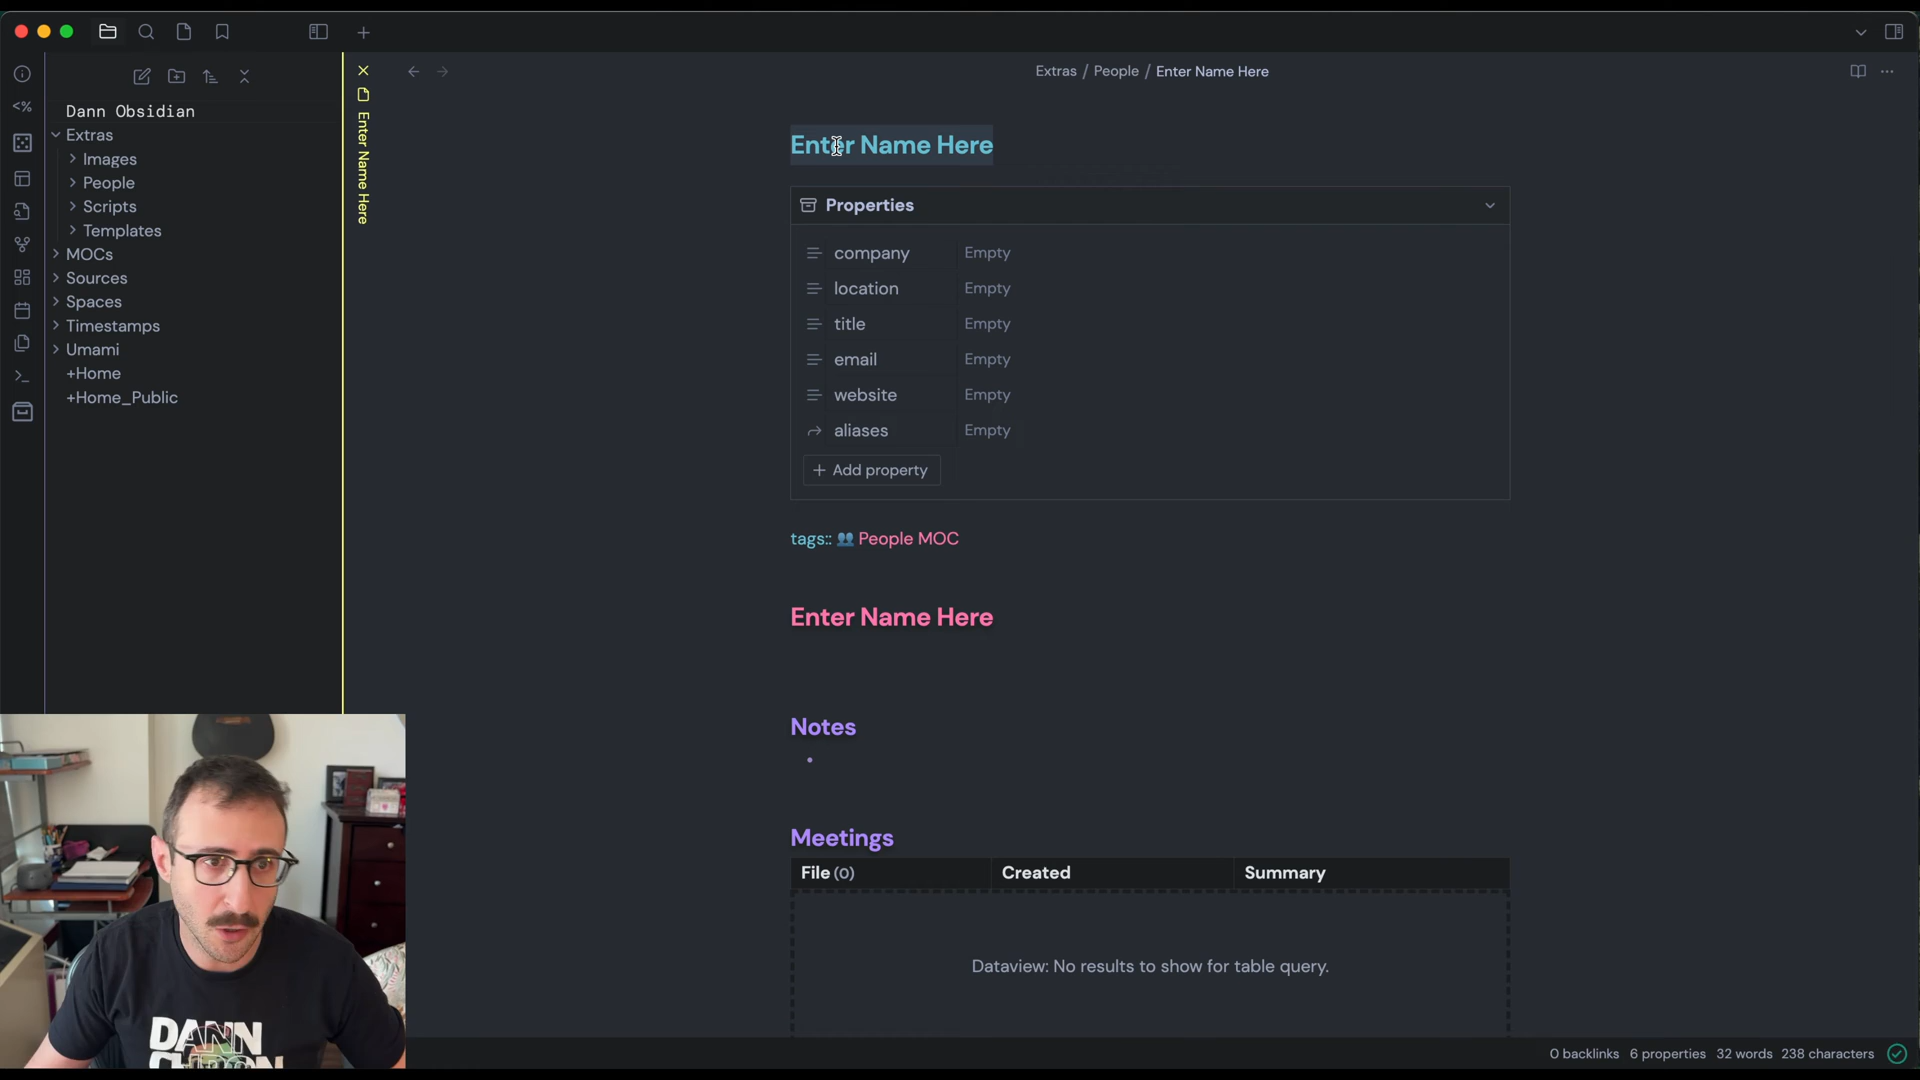 Extras / People / Enter Name Here
Dann Obsidian
Extras
Images
People
Scripts
Templates
MOCs
Sources
Spaces
Timestamps
Umami
+Home
+Home_Public
Enter Name Here
Enter Name Here
Properties
company Empty
location Empty
title Empty
email Empty
website Empty
aliases Empty
+ Add property
tags:: 👥 People MOC
Enter Name Here
Notes
Meetings
File (0) Created Summary
Dataview: No results to show for table query.
DANN
0 backlinks 6 properties 32 words 238 characters